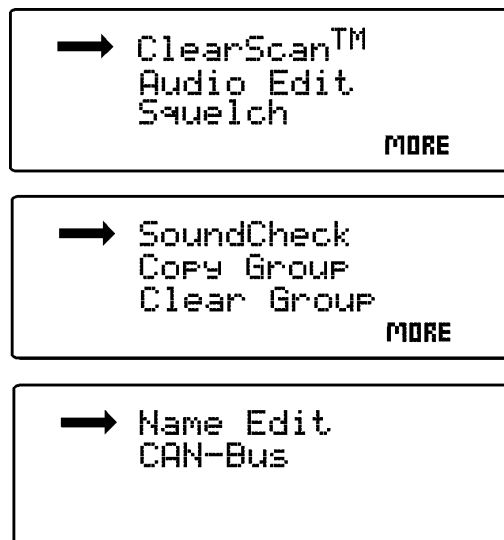 ClearScan™
Audio Edit
Squelch
MORE
SoundCheck
Copy Group
Clear Group
MORE
Name Edit
CAN-Bus